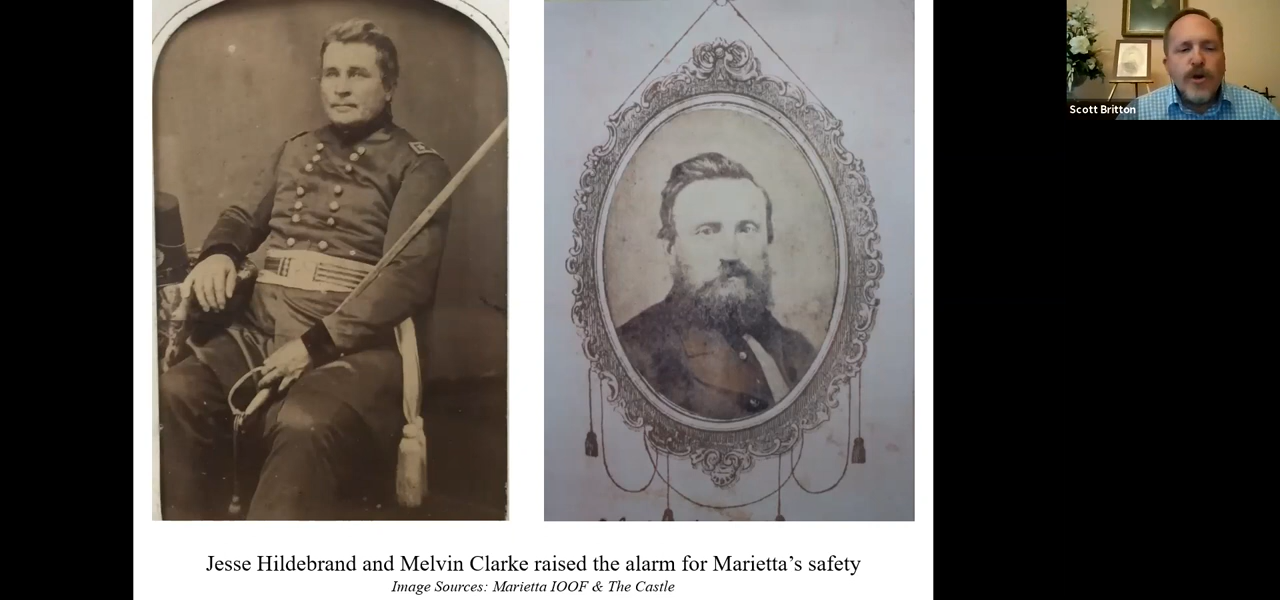 Scott Britton
Jesse Hildebrand and Melvin Clarke raised the alarm for Marietta’s safety
Image Sources: Marietta IOOF & The Castle